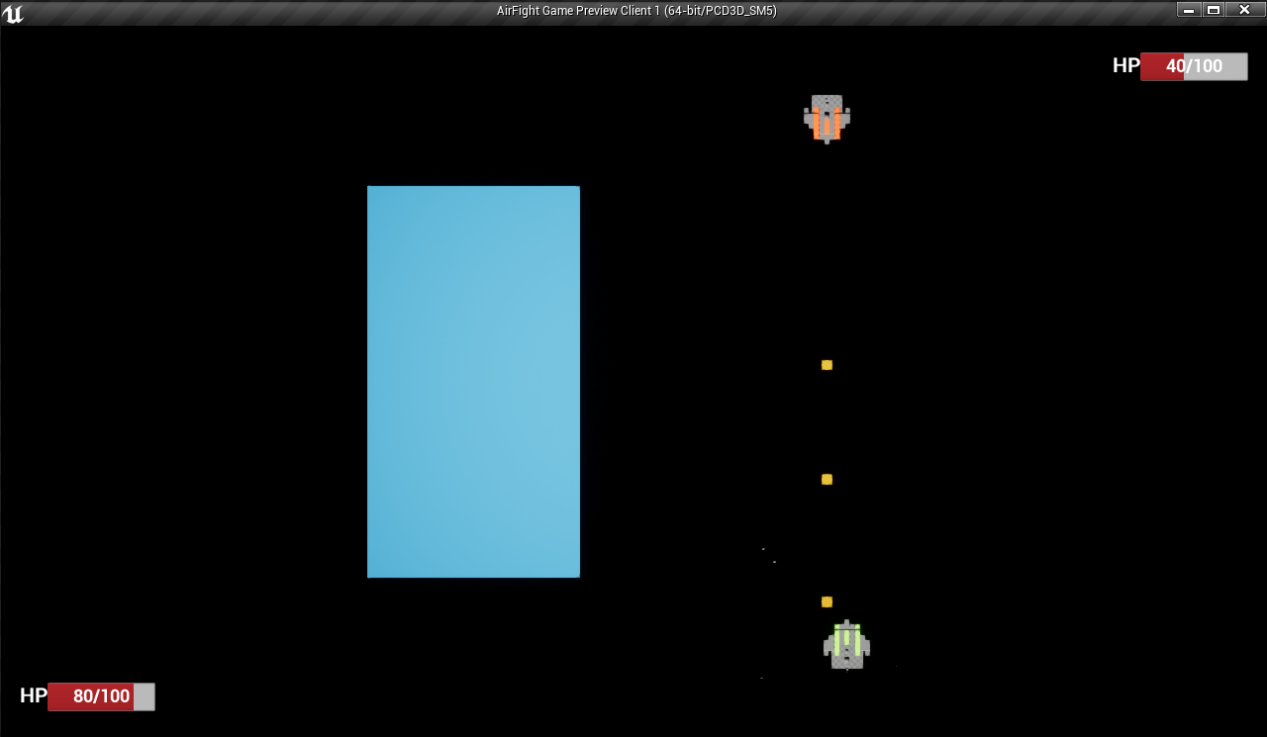 AirFight Game Preview Client 1 (64-bit/PCD3D_SM5)
HP 40/100
HP 80/100